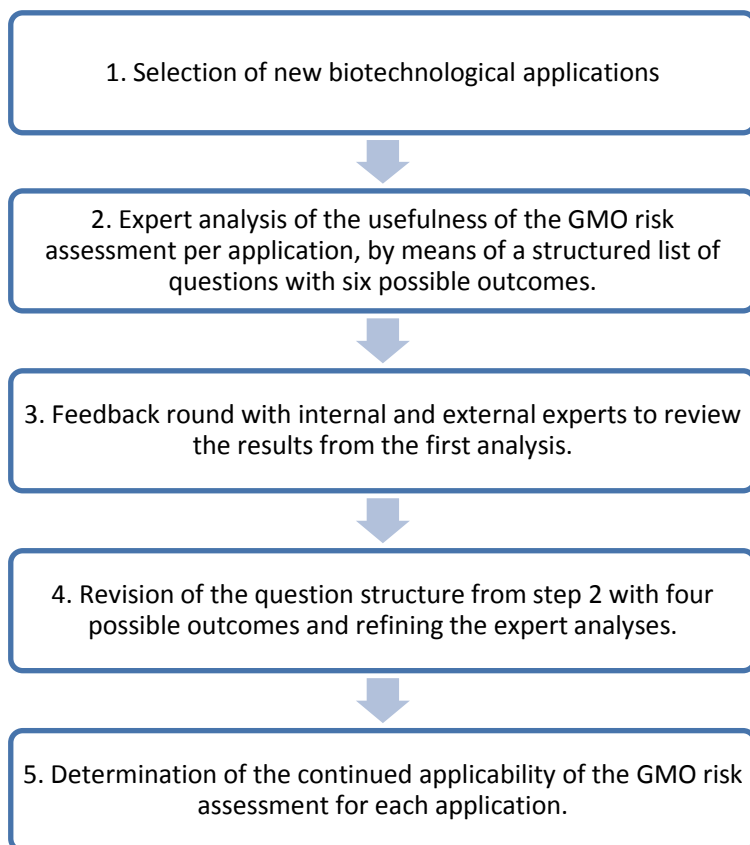 1. Selection of new biotechnological applications
2. Expert analysis of the usefulness of the GMO risk
assessment per application, by means of a structured list of
questions with six possible outcomes.
3. Feedback round with internal and external experts to review
the results from the first analysis.
4. Revision of the question structure from step 2 with four
possible outcomes and refining the expert analyses.
5. Determination of the continued applicability of the GMO risk
assessment for each application.